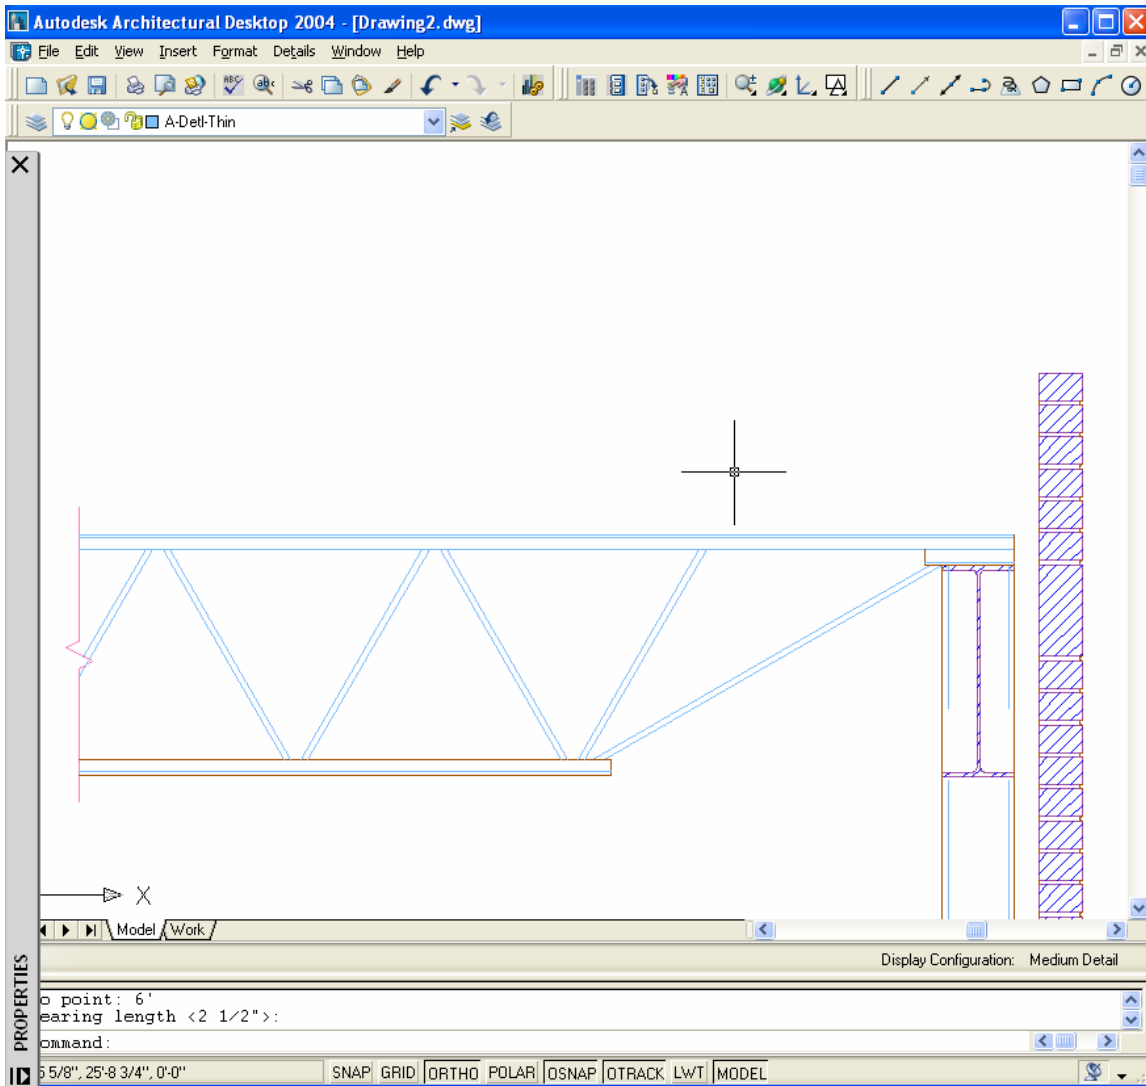 Autodesk Architectural Desktop 2004 - [Drawing2.dwg]
File Edit View Insert Format Details Window Help
ABC ABC A
A-Detl-Thin
X
Model Work
Display Configuration: Medium Detail
PROPERTIES
o point: 6'
earing length <2 1/2">:
ommand:
5 5/8", 25'-8 3/4", 0'-0" SNAP GRID ORTHO POLAR OSNAP OTRACK LWT MODEL